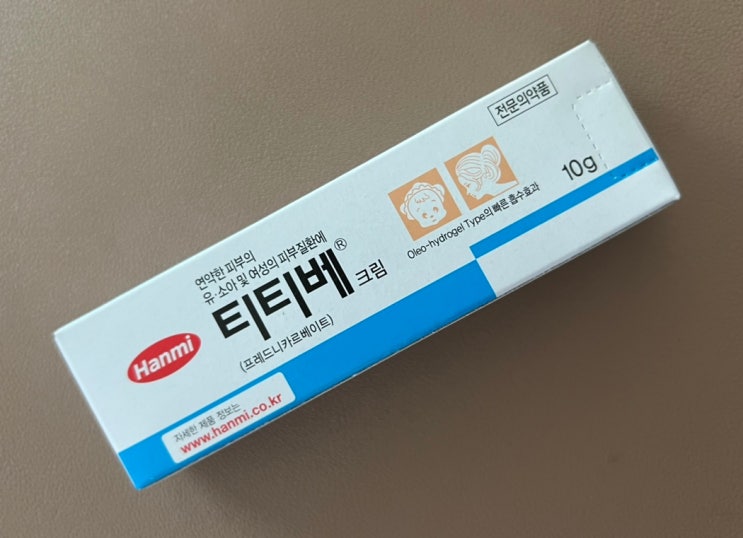 전문의약품
10g
Oleo-hydrogel Type의 빠른 흡수효과
연약한 피부의
유·소아 및 여성의 피부질환에
티티베® 크림
(프레드니카르베이트)
Hanmi
자세한 제품 정보는
www.hanmi.co.kr